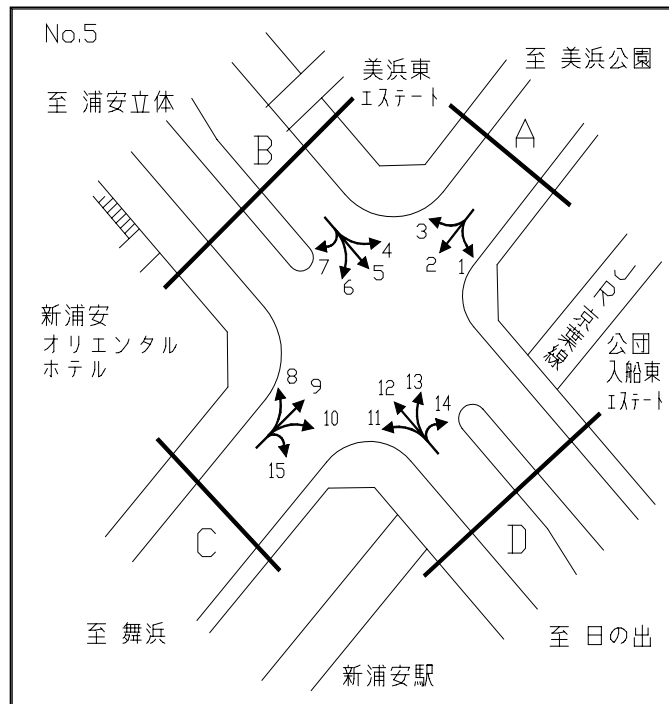 No.5
美浜東
エステート
至 美浜公園
至 浦安立体
A
B
3
2
1
4
5
6
7
JR京葉線
新浦安
オリエンタル
ホテル
公団
入船東
エステート
8
9
10
15
12
13
14
11
C
D
至 舞浜
至 日の出
新浦安駅